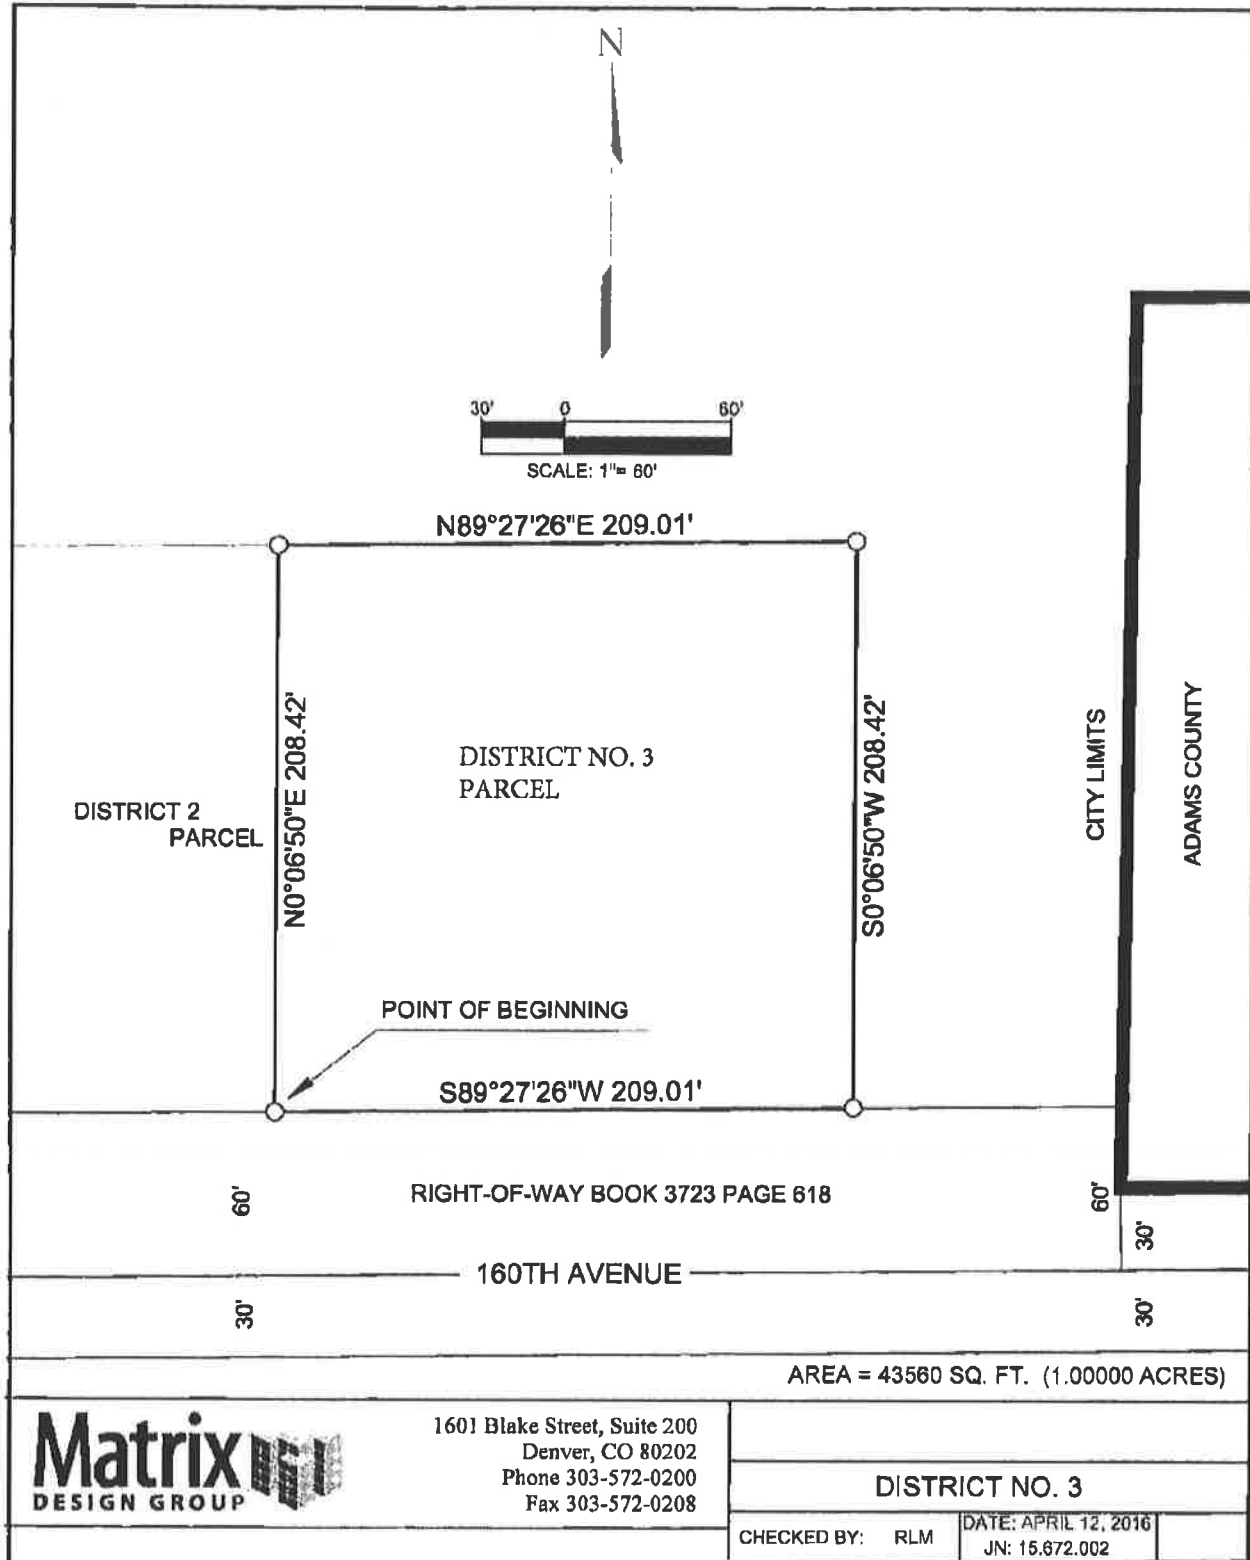 N
30' 0 60'
SCALE: 1"= 60'
N89°27'26"E 209.01'
N0°06'50"E 208.42'
DISTRICT NO. 3
PARCEL
S0°06'50"W 208.42'
DISTRICT 2
PARCEL
CITY LIMITS
ADAMS COUNTY
POINT OF BEGINNING
S89°27'26"W 209.01'
60'
RIGHT-OF-WAY BOOK 3723 PAGE 618
60'
30'
160TH AVENUE
30'
30'
AREA = 43560 SQ. FT. (1.00000 ACRES)
Matrix
DESIGN GROUP
1601 Blake Street, Suite 200
Denver, CO 80202
Phone 303-572-0200
Fax 303-572-0208
DISTRICT NO. 3
CHECKED BY: RLM
DATE: APRIL 12, 2016
JN: 15.672.002